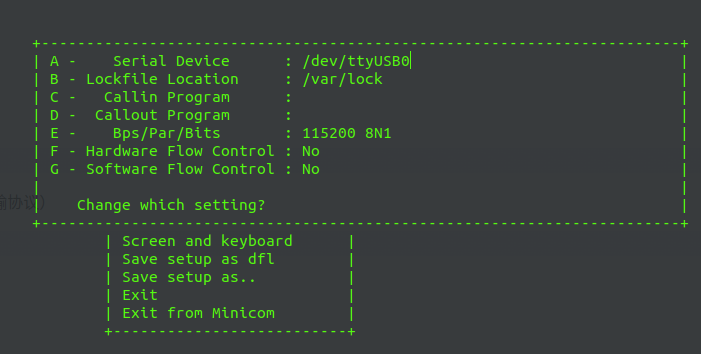 A - Serial Device : /dev/ttyUSB0
B - Lockfile Location : /var/lock
C - Callin Program :
D - Callout Program :
E - Bps/Par/Bits : 115200 8N1
F - Hardware Flow Control : No
G - Software Flow Control : No
协议)
Change which setting?
Screen and keyboard
Save setup as dfl
Save setup as..
Exit
Exit from Minicom